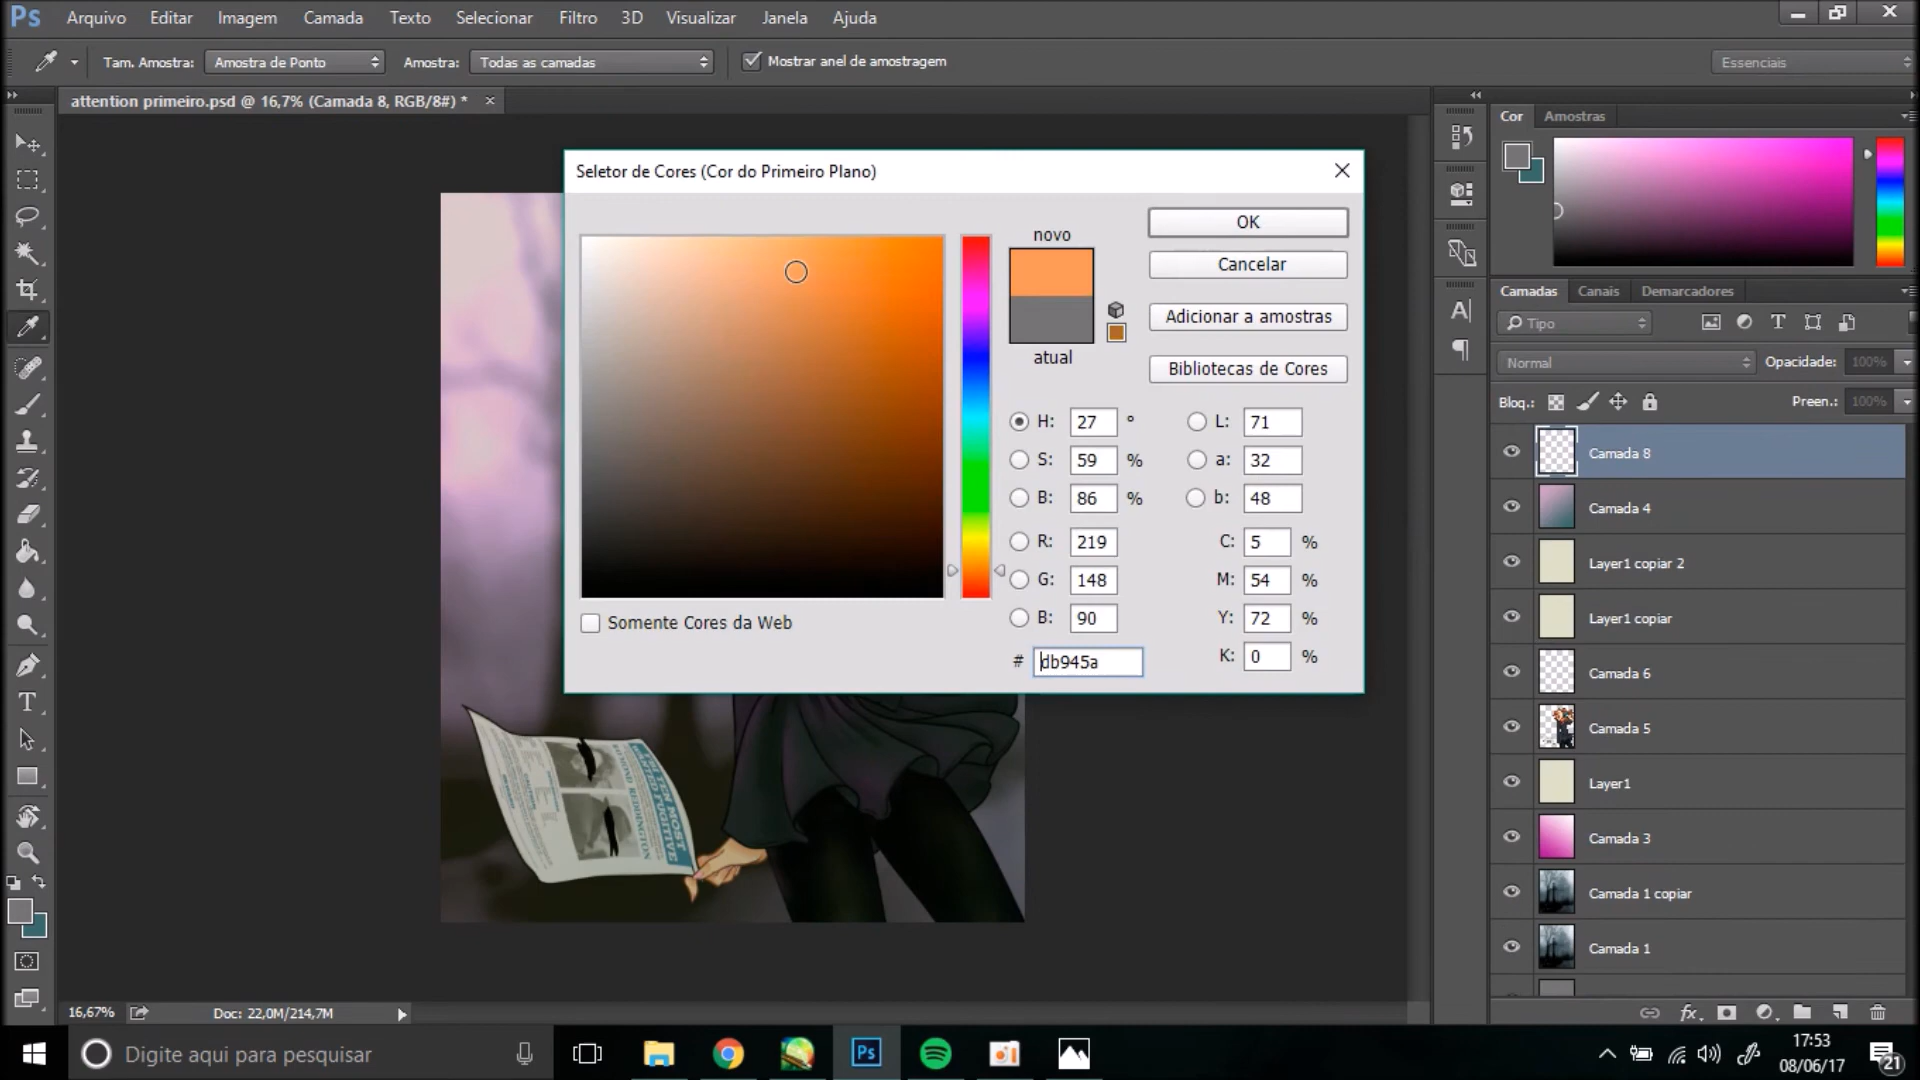 Ps Arquivo Editar Imagem Camada Texto Selecionar Filtro 3D Visualizar Janela Ajuda
Tam. Amostra: Amostra de Ponto Amostra: Todas as camadas Mostrar anel de amostragem Essenciais
attention primeiro.psd @ 16,7% (Camada 8, RGB/8#) * ×
Cor Amostras
Seletor de Cores (Cor do Primeiro Plano)
novo
atual
OK
Cancelar
Adicionar a amostras
Bibliotecas de Cores
H: 27 °
S: 59 %
B: 86 %
R: 219
G: 148
B: 90
# db945a
L: 71
a: 32
b: 48
C: 5 %
M: 54 %
Y: 72 %
K: 0 %
Somente Cores da Web
Camadas Canais Demarcadores
Tipo
Normal Opacidade: 100%
Bloq.: Preen.: 100%
Camada 8
Camada 4
Layer1 copiar 2
Layer1 copiar
Camada 6
Camada 5
Layer1
Camada 3
Camada 1 copiar
Camada 1
MOST
FUGITIVE
REDDINGTON
16,67% Doc: 22,0M/214,7M
Digite aqui para pesquisar
Ps
17:53
08/06/17
21